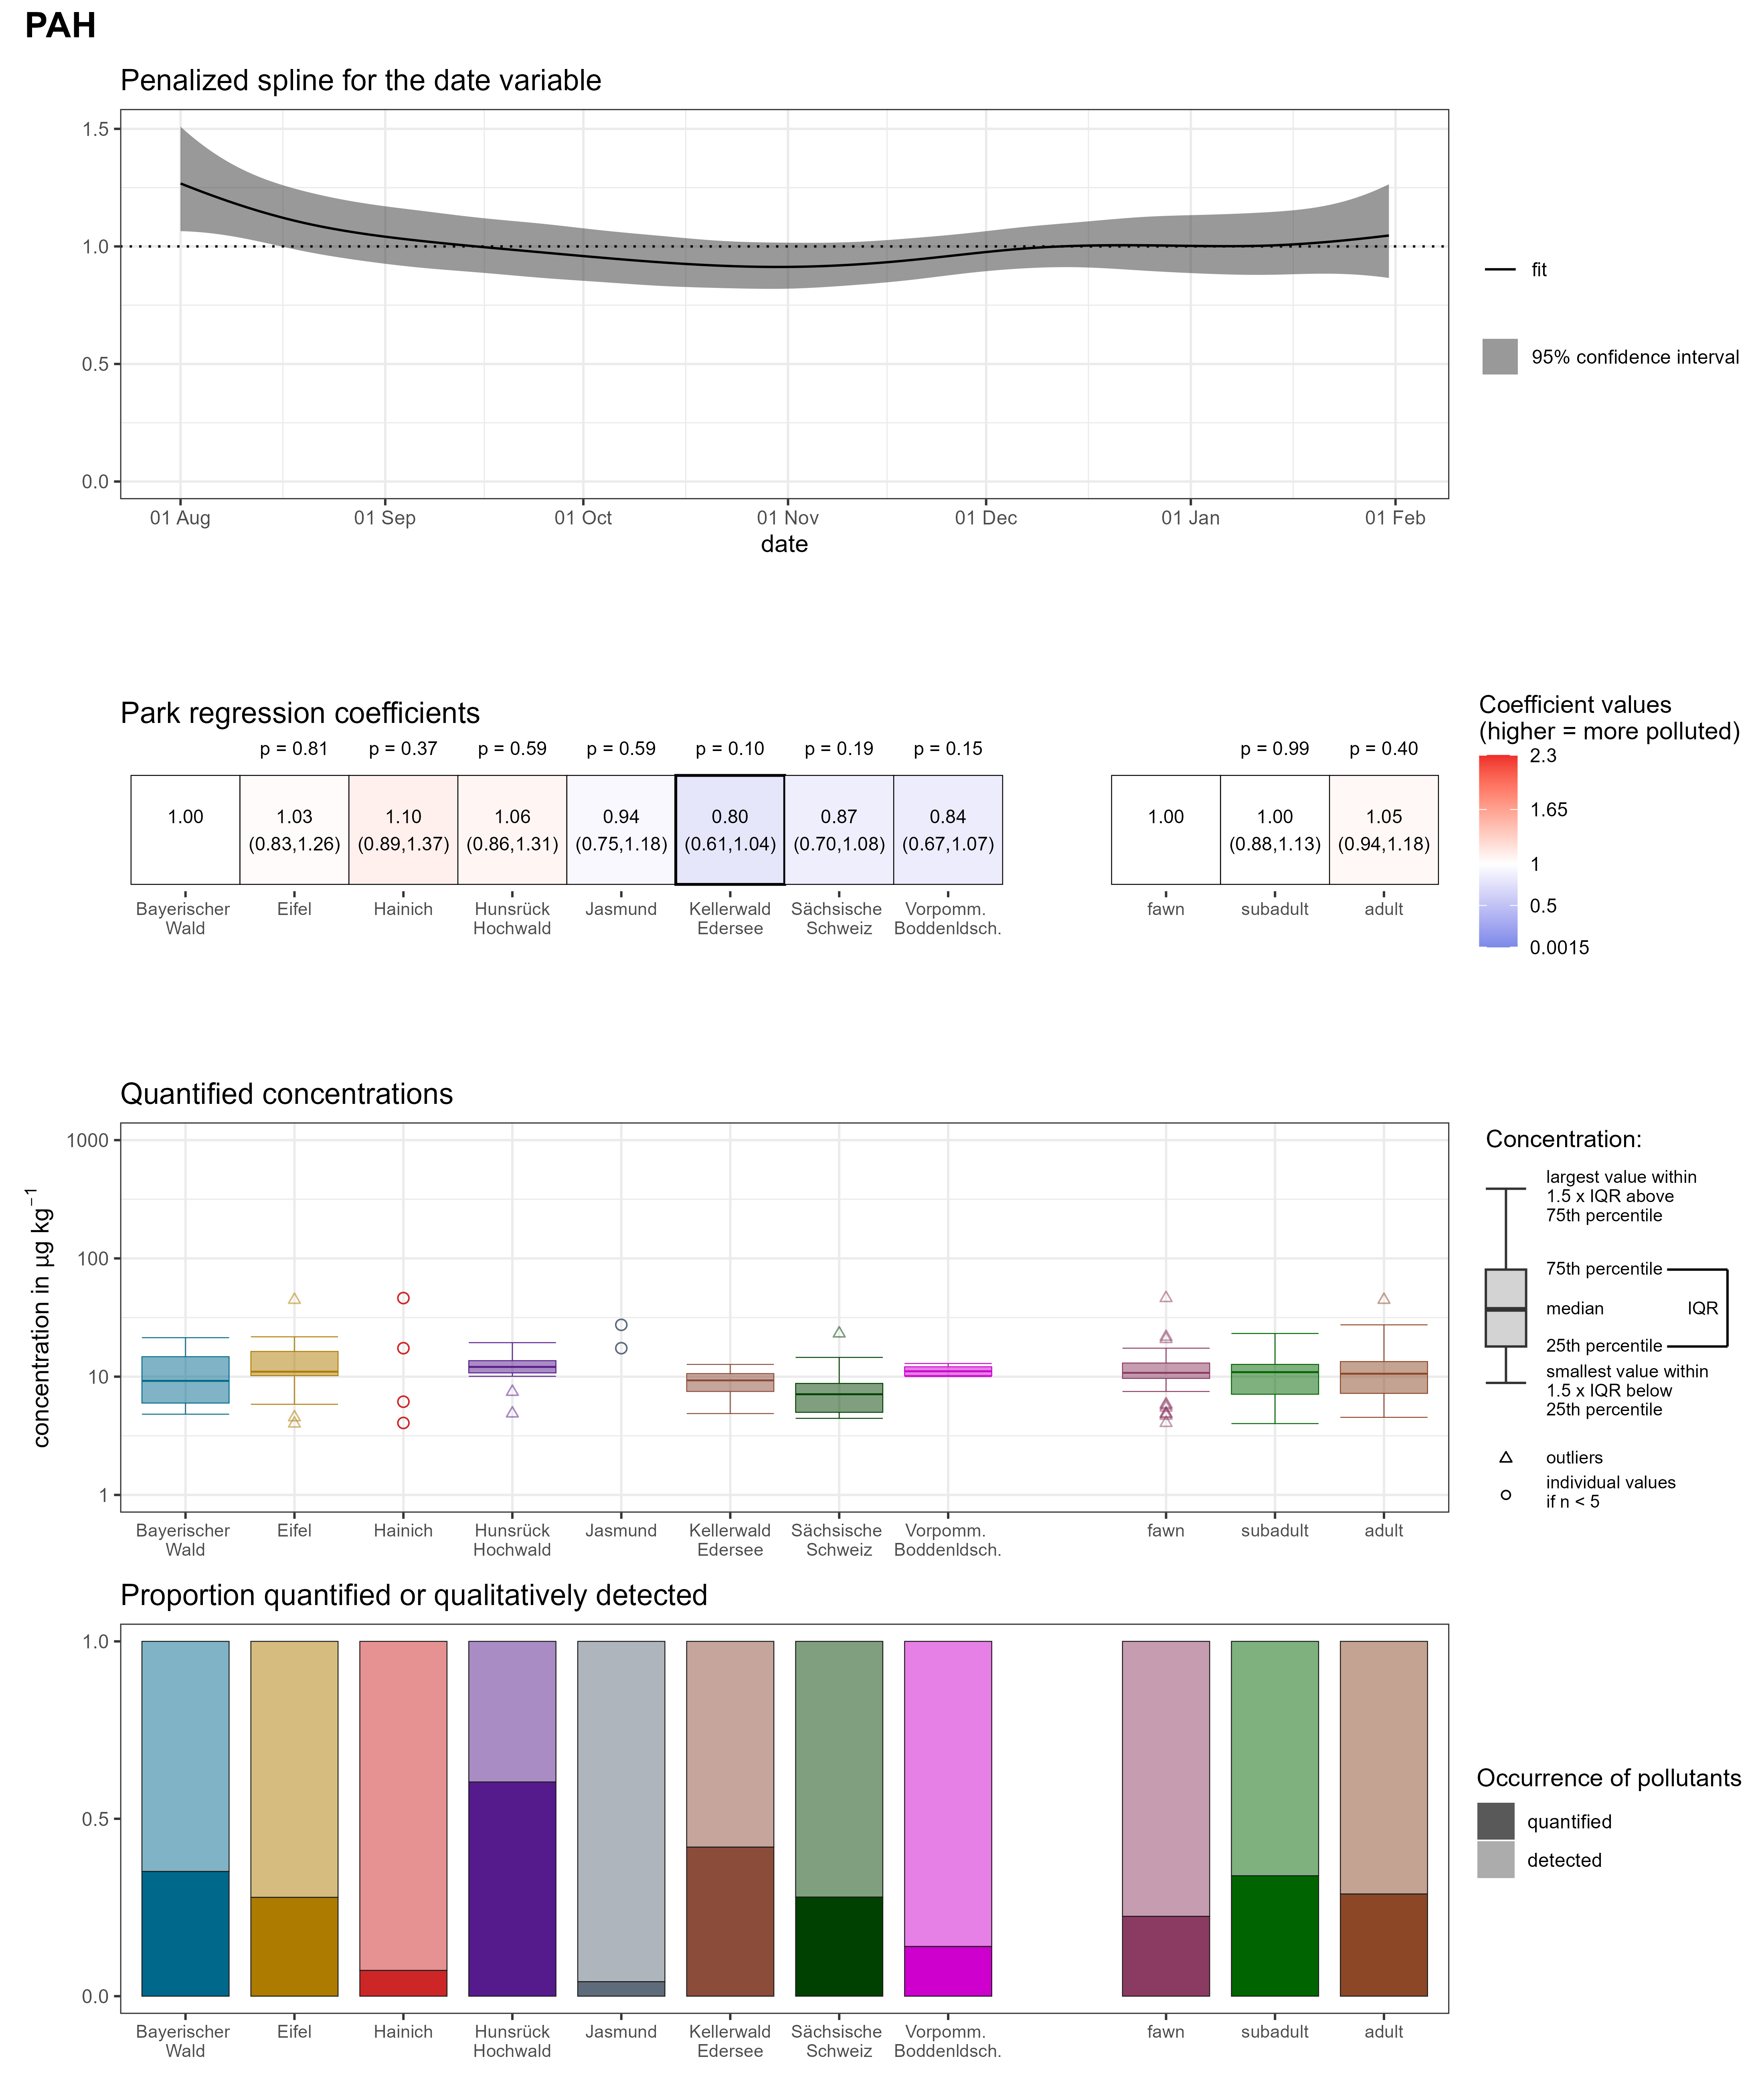 PAH
Penalized spline for the date variable
1.5
1.0
0.5
0.0
01 Aug
01 Sep
01 Oct
01 Nov
01 Dec
01 Jan
01 Feb
date
fit
95% confidence interval
Park regression coefficients
p = 0.81
p = 0.37
p = 0.59
p = 0.59
p = 0.10
p = 0.19
p = 0.15
p = 0.99
p = 0.40
1.00
1.03
(0.83,1.26)
1.10
(0.89,1.37)
1.06
(0.86,1.31)
0.94
(0.75,1.18)
0.80
(0.61,1.04)
0.87
(0.70,1.08)
0.84
(0.67,1.07)
1.00
1.00
(0.88,1.13)
1.05
(0.94,1.18)
Bayerischer
Wald
Eifel
Hainich
Hunsrück
Hochwald
Jasmund
Kellerwald
Edersee
Sächsische
Schweiz
Vorpomm.
Boddenldsch.
fawn
subadult
adult
Coefficient values
(higher = more polluted)
2.3
1.65
1
0.5
0.0015
Quantified concentrations
concentration in µg kg⁻¹
1000
100
10
1
Bayerischer
Wald
Eifel
Hainich
Hunsrück
Hochwald
Jasmund
Kellerwald
Edersee
Sächsische
Schweiz
Vorpomm.
Boddenldsch.
fawn
subadult
adult
Concentration:
largest value within
1.5 x IQR above
75th percentile
75th percentile
median
IQR
25th percentile
smallest value within
1.5 x IQR below
25th percentile
outliers
individual values
if n < 5
Proportion quantified or qualitatively detected
1.0
0.5
0.0
Bayerischer
Wald
Eifel
Hainich
Hunsrück
Hochwald
Jasmund
Kellerwald
Edersee
Sächsische
Schweiz
Vorpomm.
Boddenldsch.
fawn
subadult
adult
Occurrence of pollutants
quantified
detected